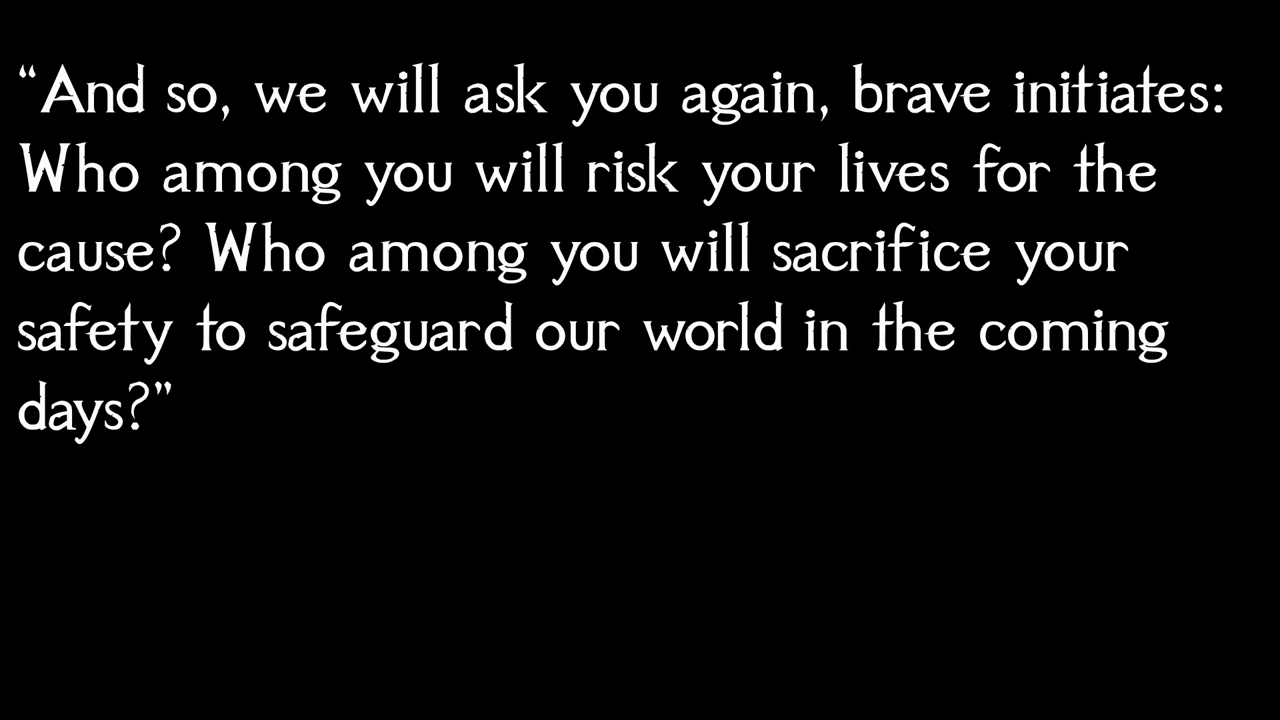 “And so, we will ask you again, brave initiates:
Who among you will risk your lives for the
cause? Who among you will sacrifice your
safety to safeguard our world in the coming
days?”